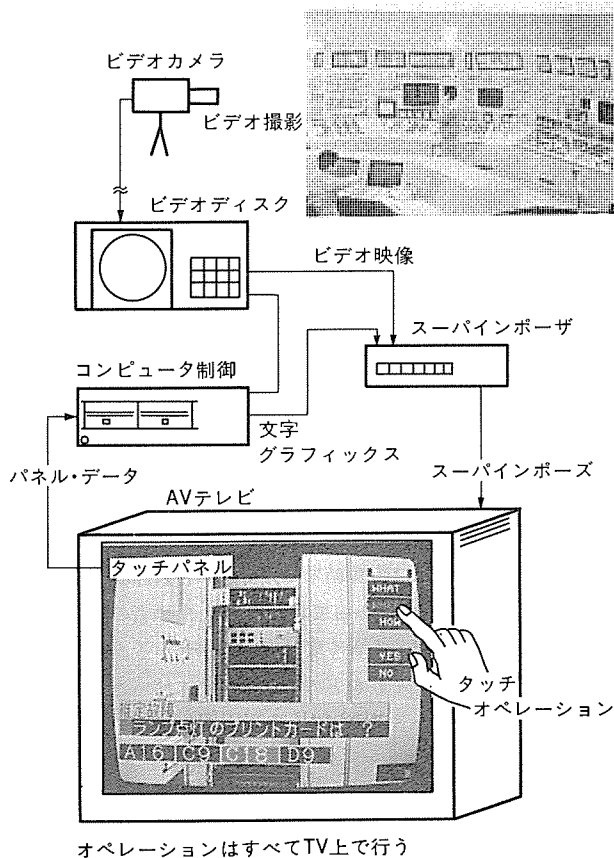 ビデオカメラ
ビデオ撮影
ビデオディスク
ビデオ映像
スーパインポーザ
コンピュータ制御
文字
グラフィックス
パネル・データ
スーパインポーズ
AVテレビ
タッチパネル
WHAT
HOW
YES
NO
タッチ
オペレーション
ランプ点灯のプリントカードは ?
A16 C9 C18 D9
オペレーションはすべてTV上で行う